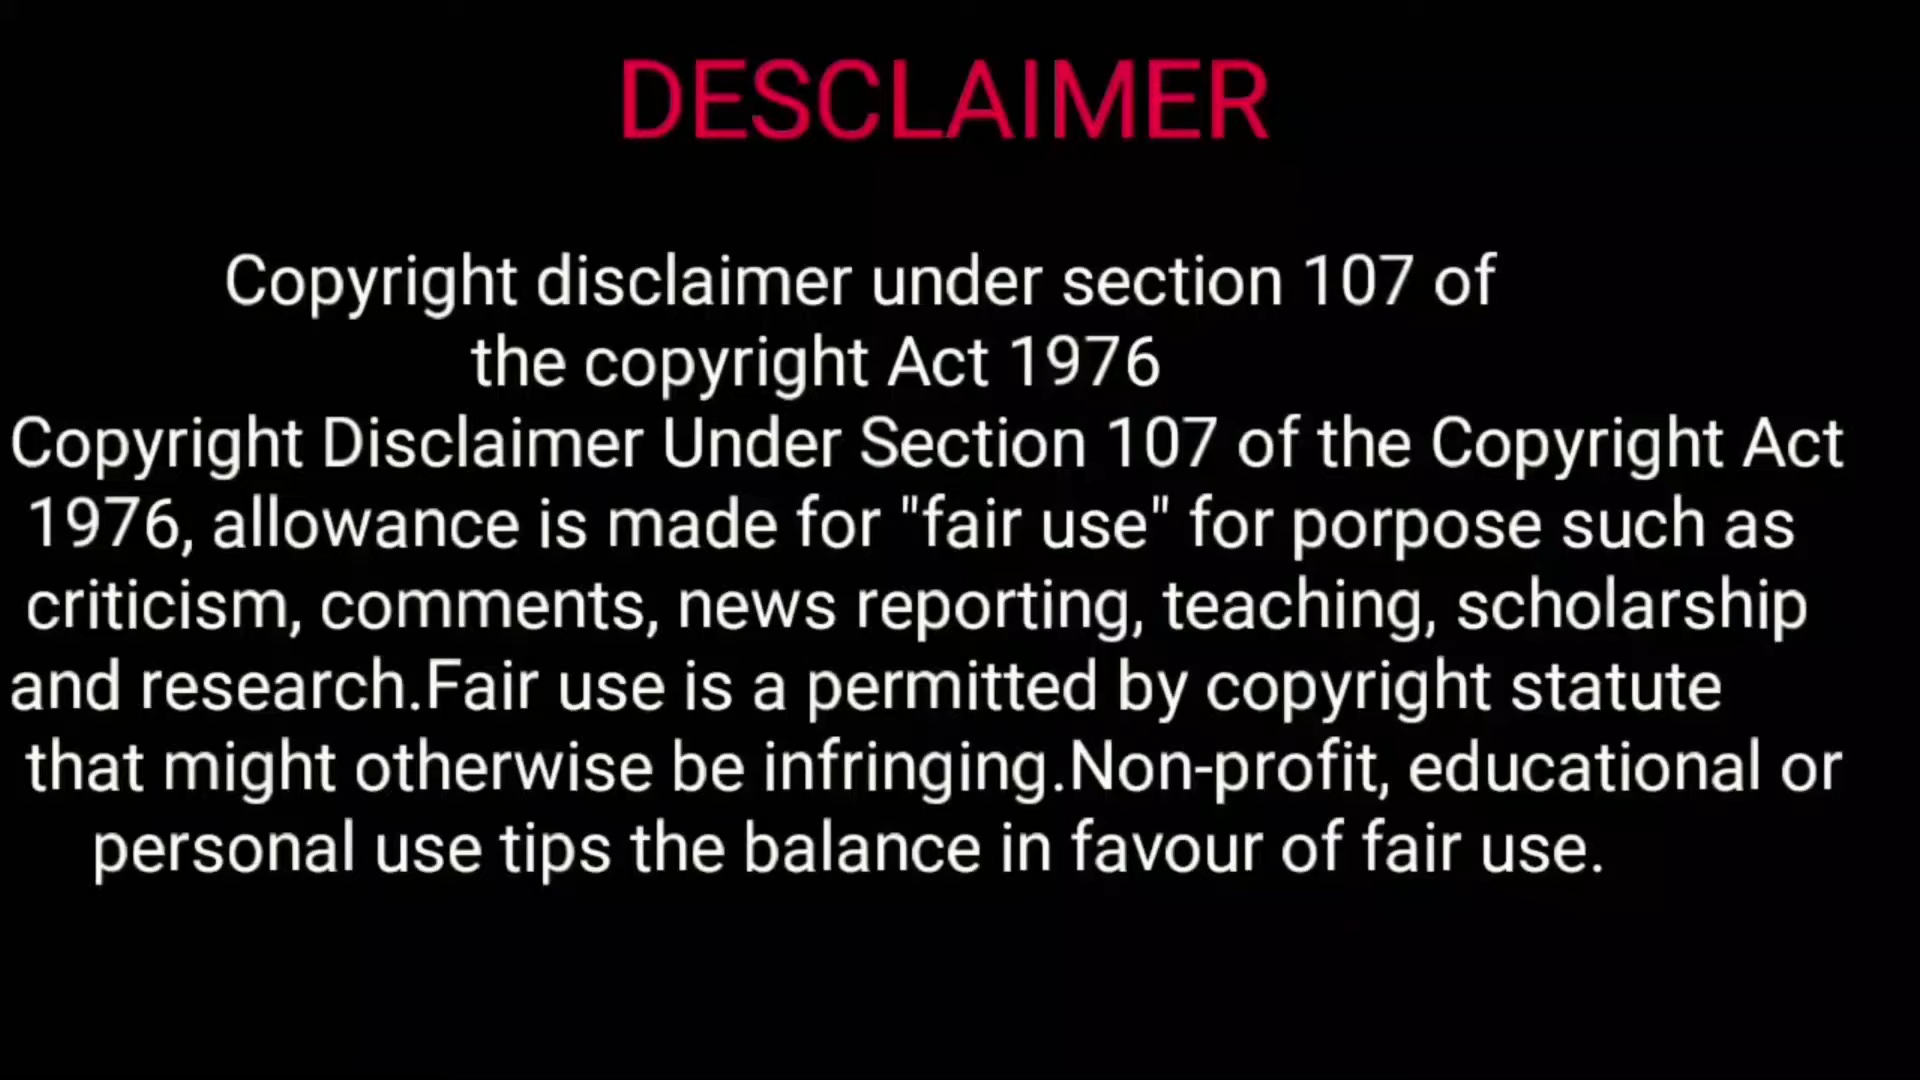 DESCLAIMER
Copyright disclaimer under section 107 of
the copyright Act 1976
Copyright Disclaimer Under Section 107 of the Copyright Act
1976, allowance is made for "fair use" for porpose such as
criticism, comments, news reporting, teaching, scholarship
and research.Fair use is a permitted by copyright statute
that might otherwise be infringing.Non-profit, educational or
personal use tips the balance in favour of fair use.